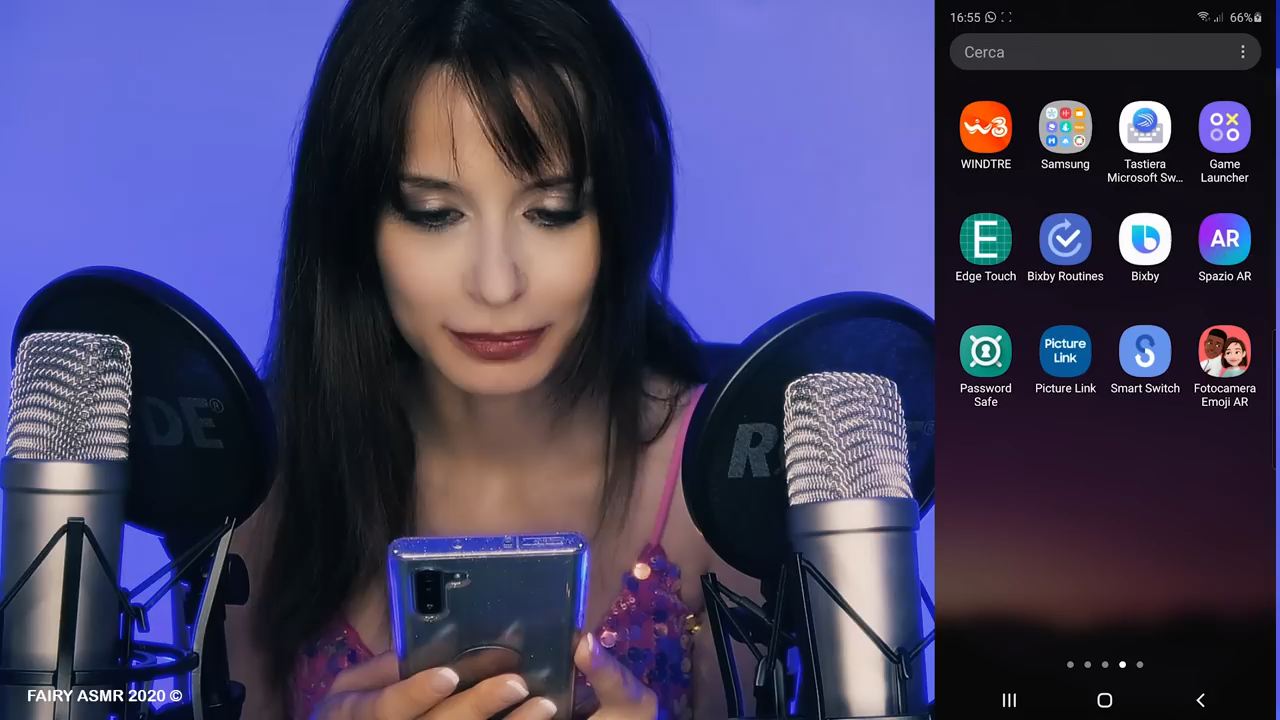 16:55
66%
Cerca
WINDTRE
Samsung
Tastiera
Microsoft Sw...
Game
Launcher
E
Edge Touch
Bixby Routines
Bixby
AR
Spazio AR
Password
Safe
Picture
Link
Picture Link
S
Smart Switch
Fotocamera
Emoji AR
DE®
R
FAIRY ASMR 2020 ©